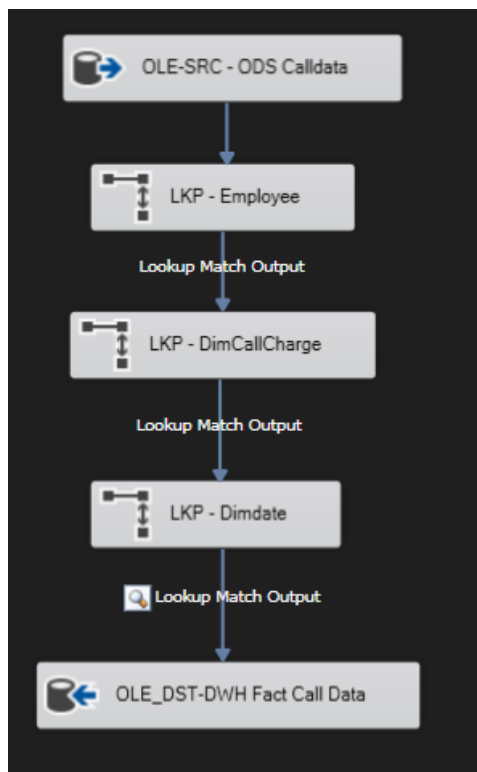 OLE-SRC - ODS Calldata
LKP - Employee
Lookup Match Output
LKP - DimCallCharge
Lookup Match Output
LKP - Dimdate
Lookup Match Output
OLE_DST-DWH Fact Call Data